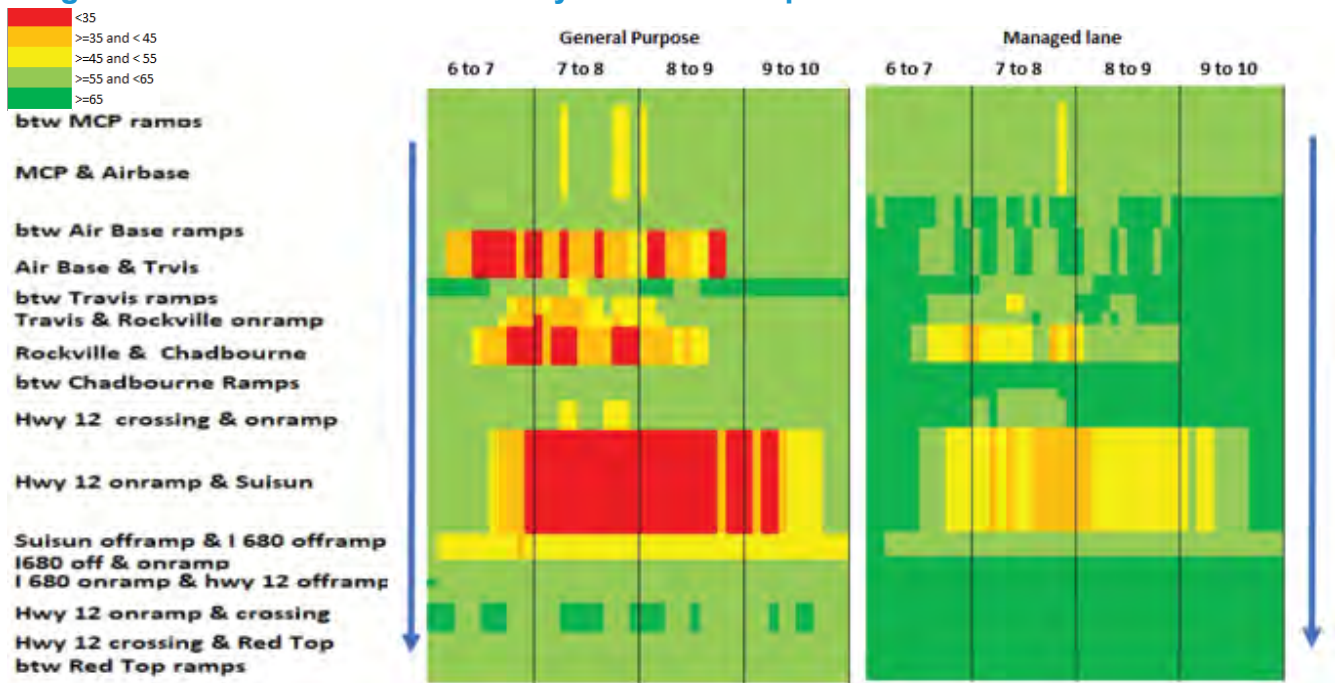 <35
>=35 and < 45
>=45 and < 55
>=55 and <65
>=65
General Purpose
Managed lane
6 to 7 7 to 8 8 to 9 9 to 10
6 to 7 7 to 8 8 to 9 9 to 10
btw MCP ramps
MCP & Airbase
btw Air Base ramps
Air Base & Trvis
btw Travis ramps
Travis & Rockville onramp
Rockville & Chadbourne
btw Chadbourne Ramps
Hwy 12 crossing & onramp
Hwy 12 onramp & Suisun
Suisun offramp & I 680 offramp
I680 off & onramp
I 680 onramp & hwy 12 offramp
Hwy 12 onramp & crossing
Hwy 12 crossing & Red Top
btw Red Top ramps